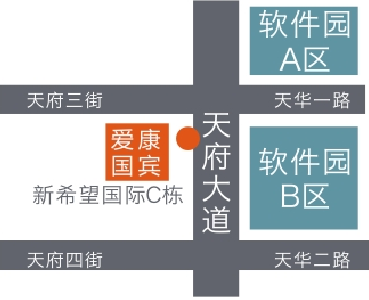 软件园
A区
天府三街
天华一路
爱康
国宾
天府大道
软件园
B区
新希望国际C栋
天府四街
天华二路